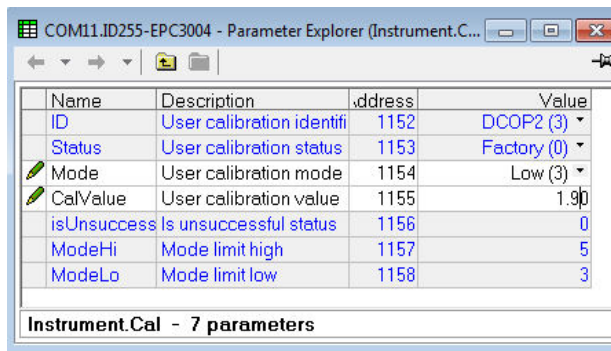 COM11.ID255-EPC3004 - Parameter Explorer (Instrument.C...
Name Description ddress Value
ID User calibration identifi 1152 DCOP2 (3)
Status User calibration status 1153 Factory (0)
Mode User calibration mode 1154 Low (3)
CalValue User calibration value 1155 1.90
isUnsuccess Is unsuccessful status 1156 0
ModeHi Mode limit high 1157 5
ModeLo Mode limit low 1158 3
Instrument.Cal - 7 parameters